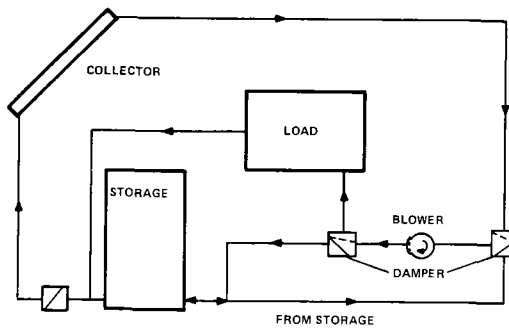 COLLECTOR
LOAD
STORAGE
BLOWER
DAMPER
FROM STORAGE